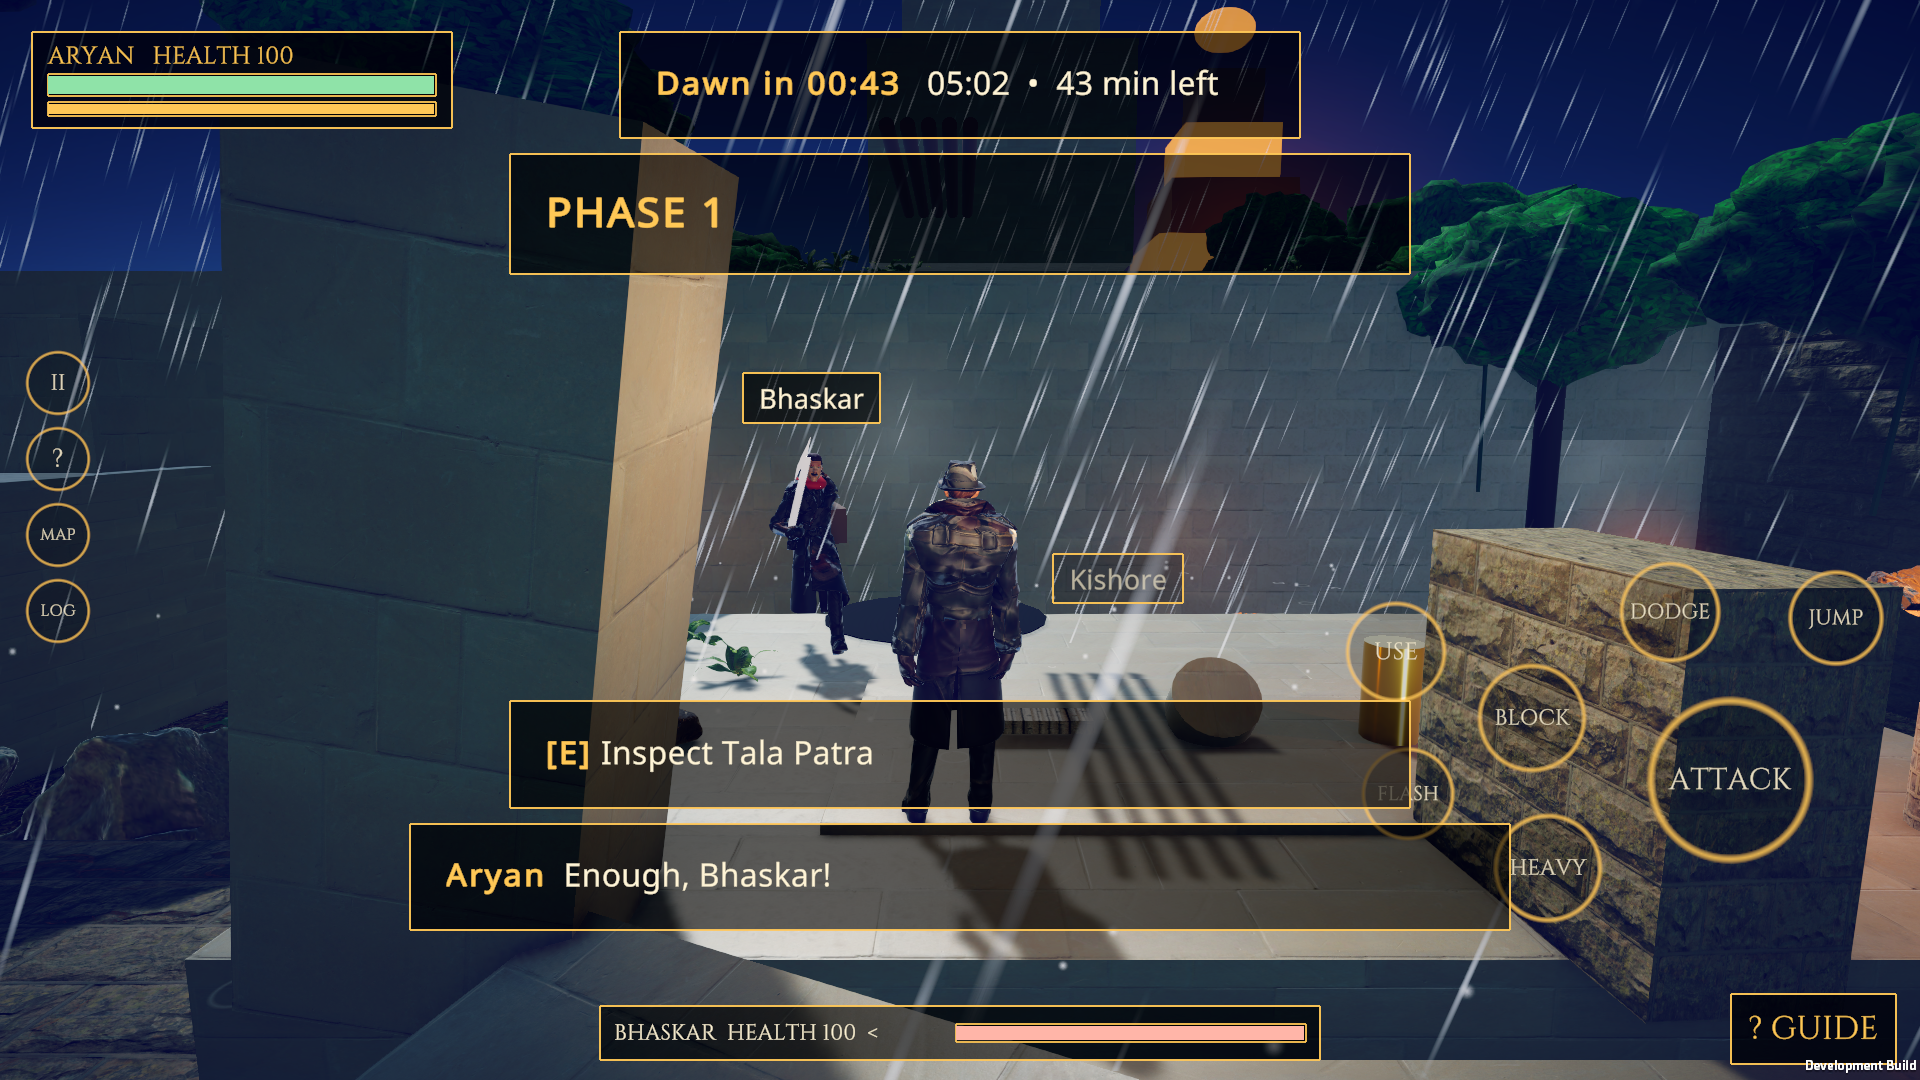 ARYAN HEALTH 100
Dawn in 00:43 05:02 • 43 min left
PHASE 1
II
?
MAP
LOG
Bhaskar
Kishore
DODGE
JUMP
USE
BLOCK
ATTACK
FLASH
HEAVY
[E] Inspect Tala Patra
Aryan Enough, Bhaskar!
BHASKAR HEALTH 100 <
? GUIDE
Development Build